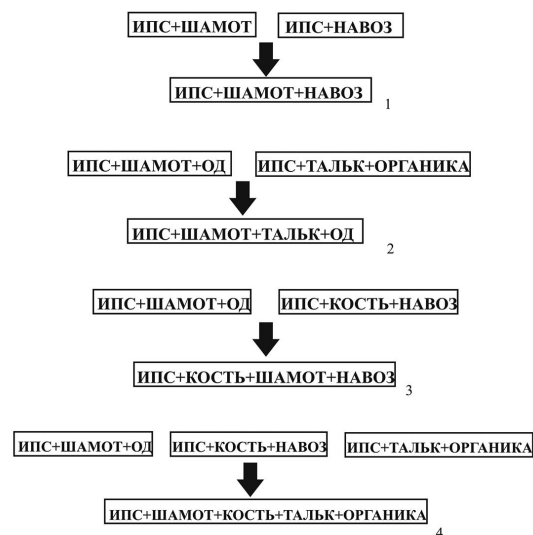 ИПС+ШАМОТ ИПС+НАВОЗ
ИПС+ШАМОТ+НАВОЗ 1
ИПС+ШАМОТ+ОД ИПС+ТАЛЬК+ОРГАНИКА
ИПС+ШАМОТ+ТАЛЬК+ОД 2
ИПС+ШАМОТ+ОД ИПС+КОСТЬ+НАВОЗ
ИПС+КОСТЬ+ШАМОТ+НАВОЗ 3
ИПС+ШАМОТ+ОД ИПС+КОСТЬ+НАВОЗ ИПС+ТАЛЬК+ОРГАНИКА
ИПС+ШАМОТ+КОСТЬ+ТАЛЬК+ОРГАНИКА 4